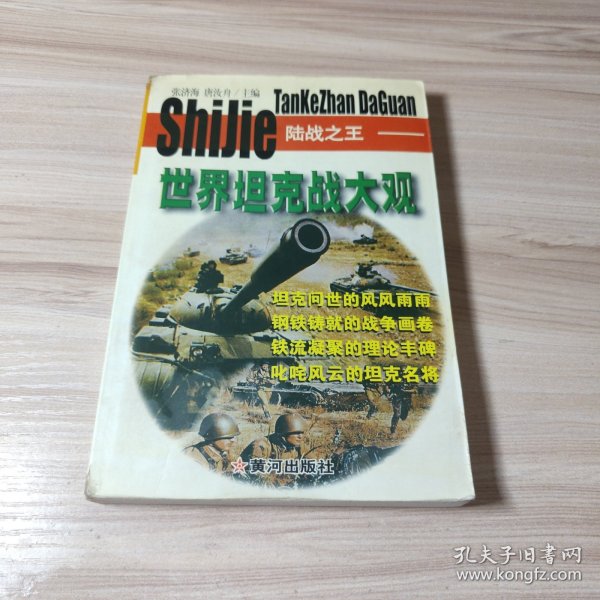 张济海 唐汝舟/主编
ShiJie TanKeZhan DaGuan
陆战之王——
世界坦克战大观
坦克问世的风风雨雨
钢铁铸就的战争画卷
铁流凝聚的理论丰碑
叱咤风云的坦克名将
黄河出版社
孔夫子旧书网
www.kongfz.com